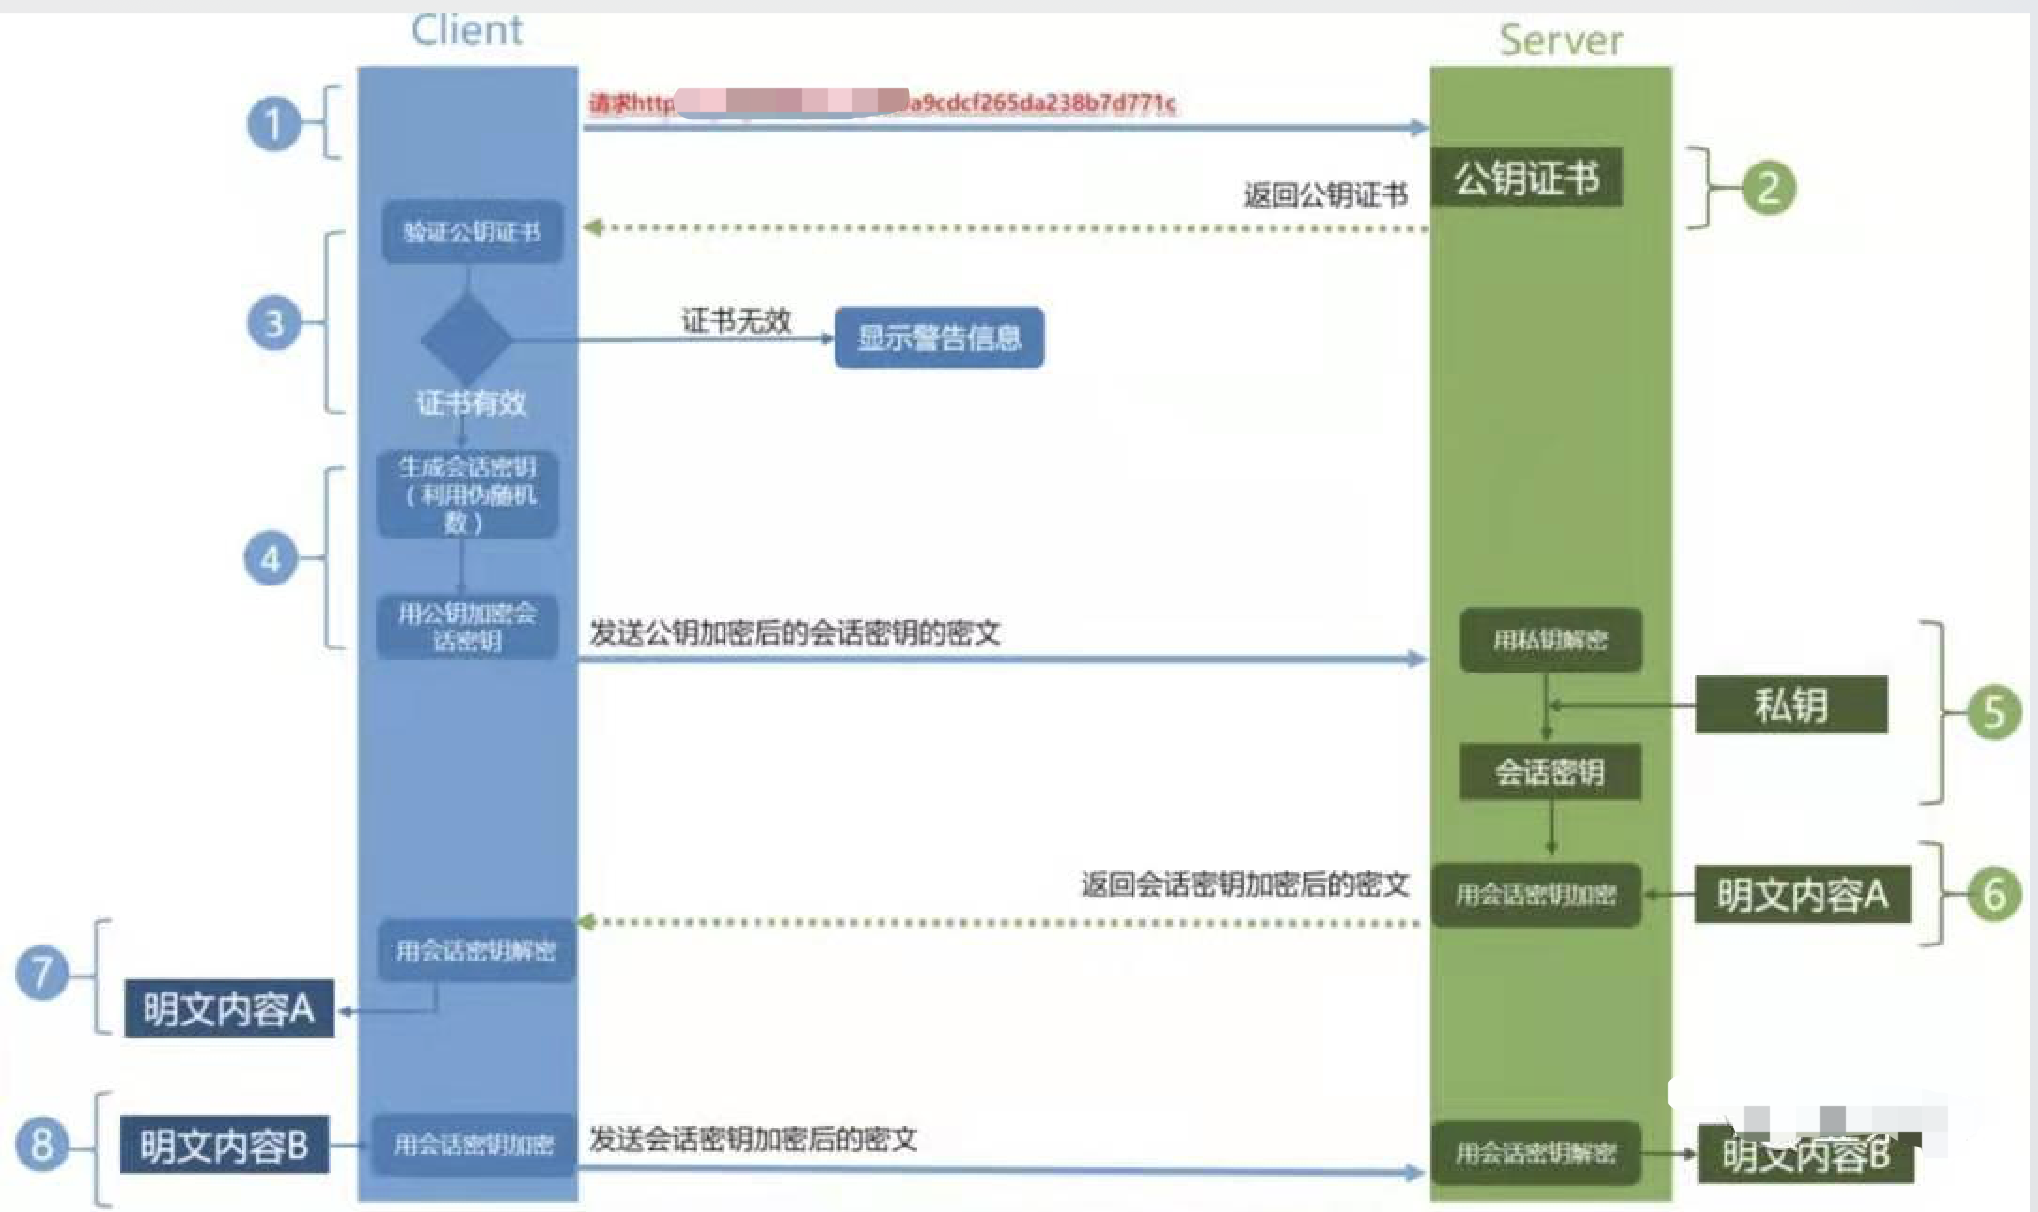 Client
Server
1
请求http
a9cdcf265da238b7d771c
公钥证书
2
返回公钥证书
验证公钥证书
3
证书无效
显示警告信息
证书有效
生成会话密钥
（利用伪随机
数）
4
用公钥加密会
话密钥
发送公钥加密后的会话密钥的密文
用私钥解密
私钥
5
会话密钥
返回会话密钥加密后的密文
用会话密钥加密
明文内容A
6
用会话密钥解密
7
明文内容A
8
明文内容B
用会话密钥加密
发送会话密钥加密后的密文
用会话密钥解密
明文内容B